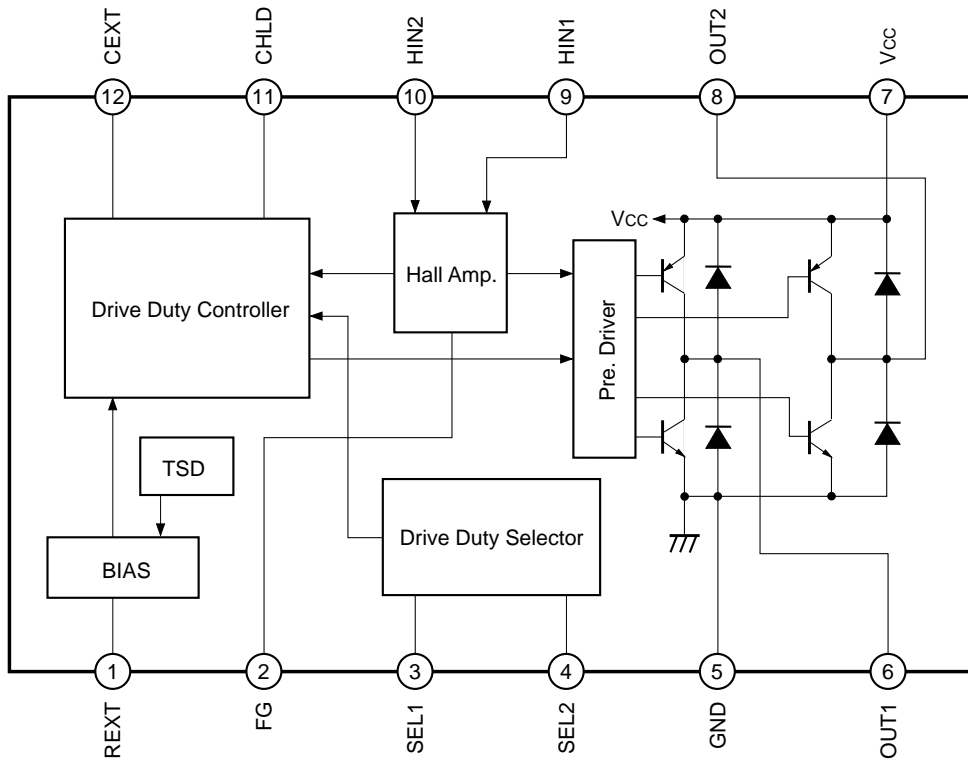 CEXT
CHLD
HIN2
HIN1
OUT2
VCC
12
11
10
9
8
7
VCC
Hall Amp.
Drive Duty Controller
Pre. Driver
TSD
Drive Duty Selector
BIAS
1
2
3
4
5
6
REXT
FG
SEL1
SEL2
GND
OUT1